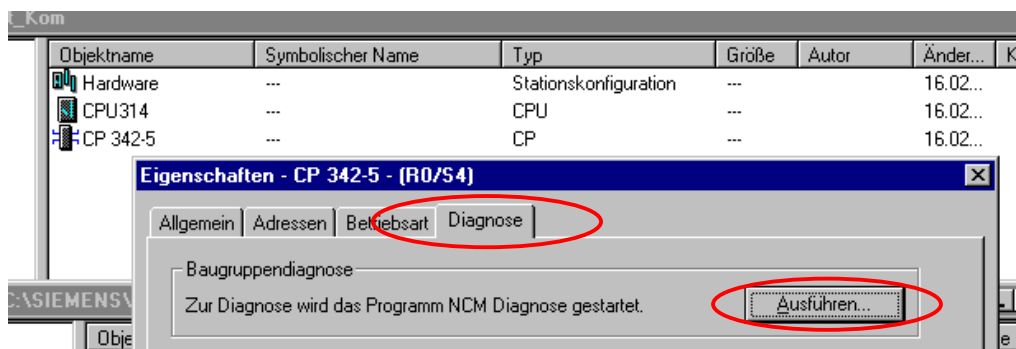 t_Kom
Objektname Symbolischer Name Typ Größe Autor Änder... K
Hardware --- Stationskonfiguration --- 16.02...
CPU314 --- CPU --- 16.02...
CP 342-5 --- CP --- 16.02...
Eigenschaften - CP 342-5 - (R0/S4)
Allgemein Adressen Betriebsart Diagnose
Baugruppendiagnose
Zur Diagnose wird das Programm NCM Diagnose gestartet. Ausführen...
C:\SIEMENS\
Obje e